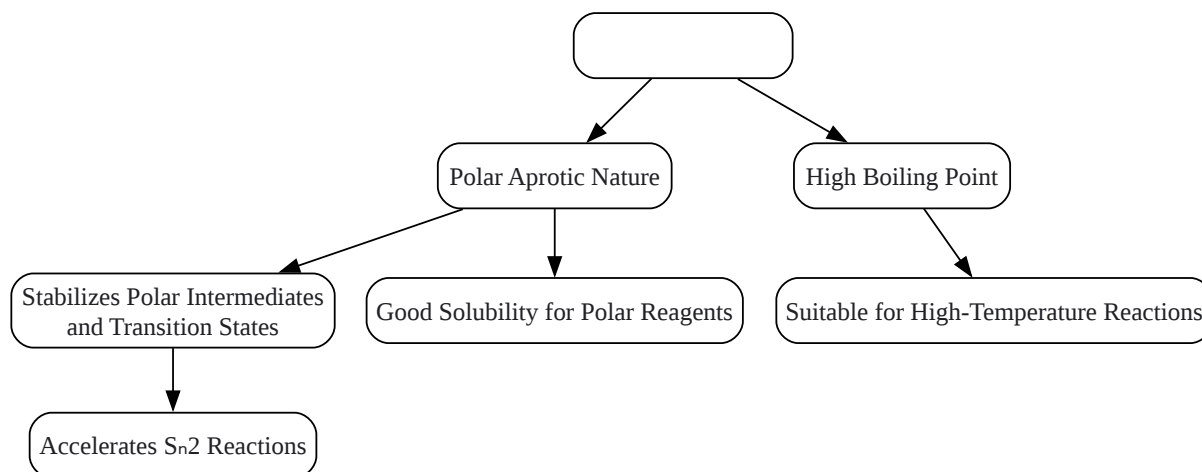 Polar Aprotic Nature
High Boiling Point
Stabilizes Polar Intermediates
and Transition States
Good Solubility for Polar Reagents
Suitable for High-Temperature Reactions
Accelerates Sₙ2 Reactions